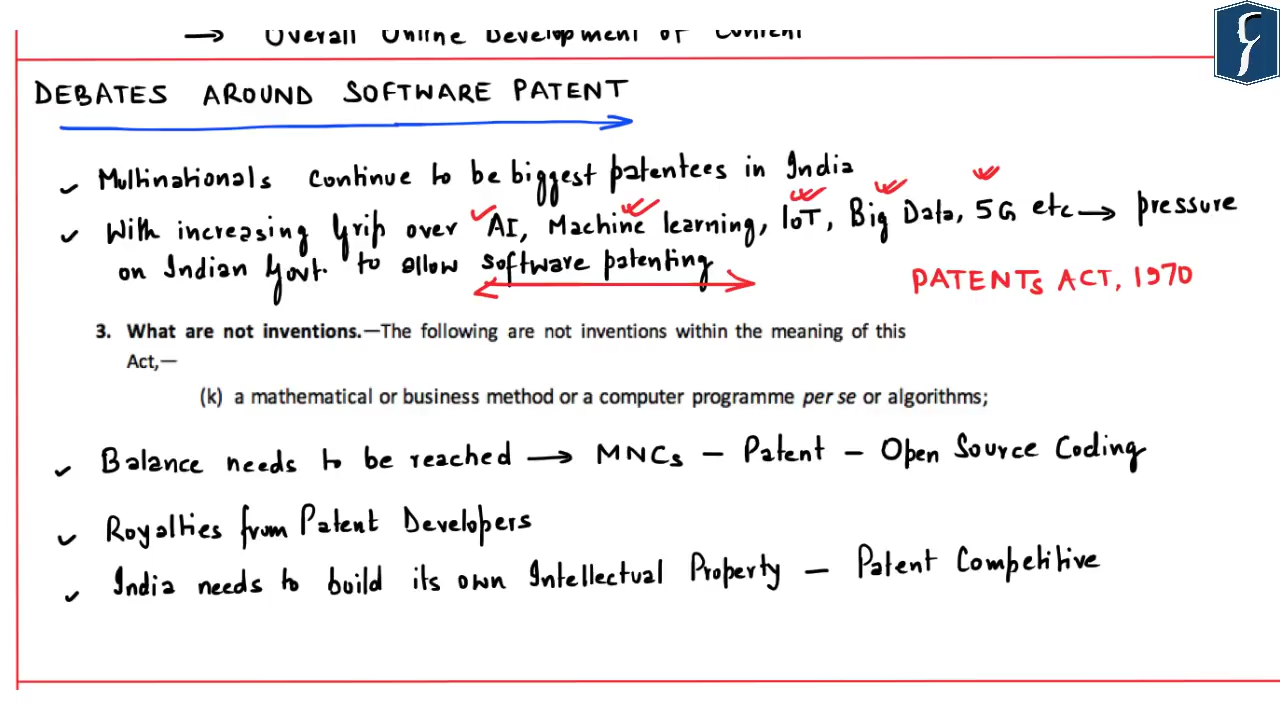 → Overall Online Development of Content
DEBATES AROUND SOFTWARE PATENT
Multinationals continue to be biggest patentees in India
With increasing Grip over AI, Machine learning, IoT, Big Data, 5G etc → pressure
on Indian Govt. to allow software patenting
PATENTs ACT, 1970
3. What are not inventions.—The following are not inventions within the meaning of this
Act,—
(k) a mathematical or business method or a computer programme per se or algorithms;
Balance needs to be reached → MNCs – Patent – Open Source Coding
Royalties from Patent Developers
India needs to build its own Intellectual Property – Patent Competitive